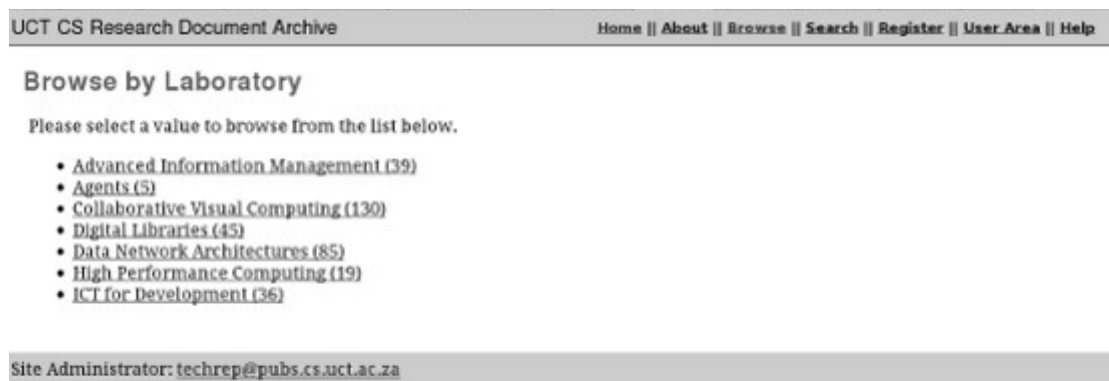 UCT CS Research Document Archive
Home || About || Browse || Search || Register || User Area || Help
Browse by Laboratory
Please select a value to browse from the list below.
• Advanced Information Management (39)
• Agents (5)
• Collaborative Visual Computing (130)
• Digital Libraries (45)
• Data Network Architectures (85)
• High Performance Computing (19)
• ICT for Development (36)
Site Administrator: techrep@pubs.cs.uct.ac.za